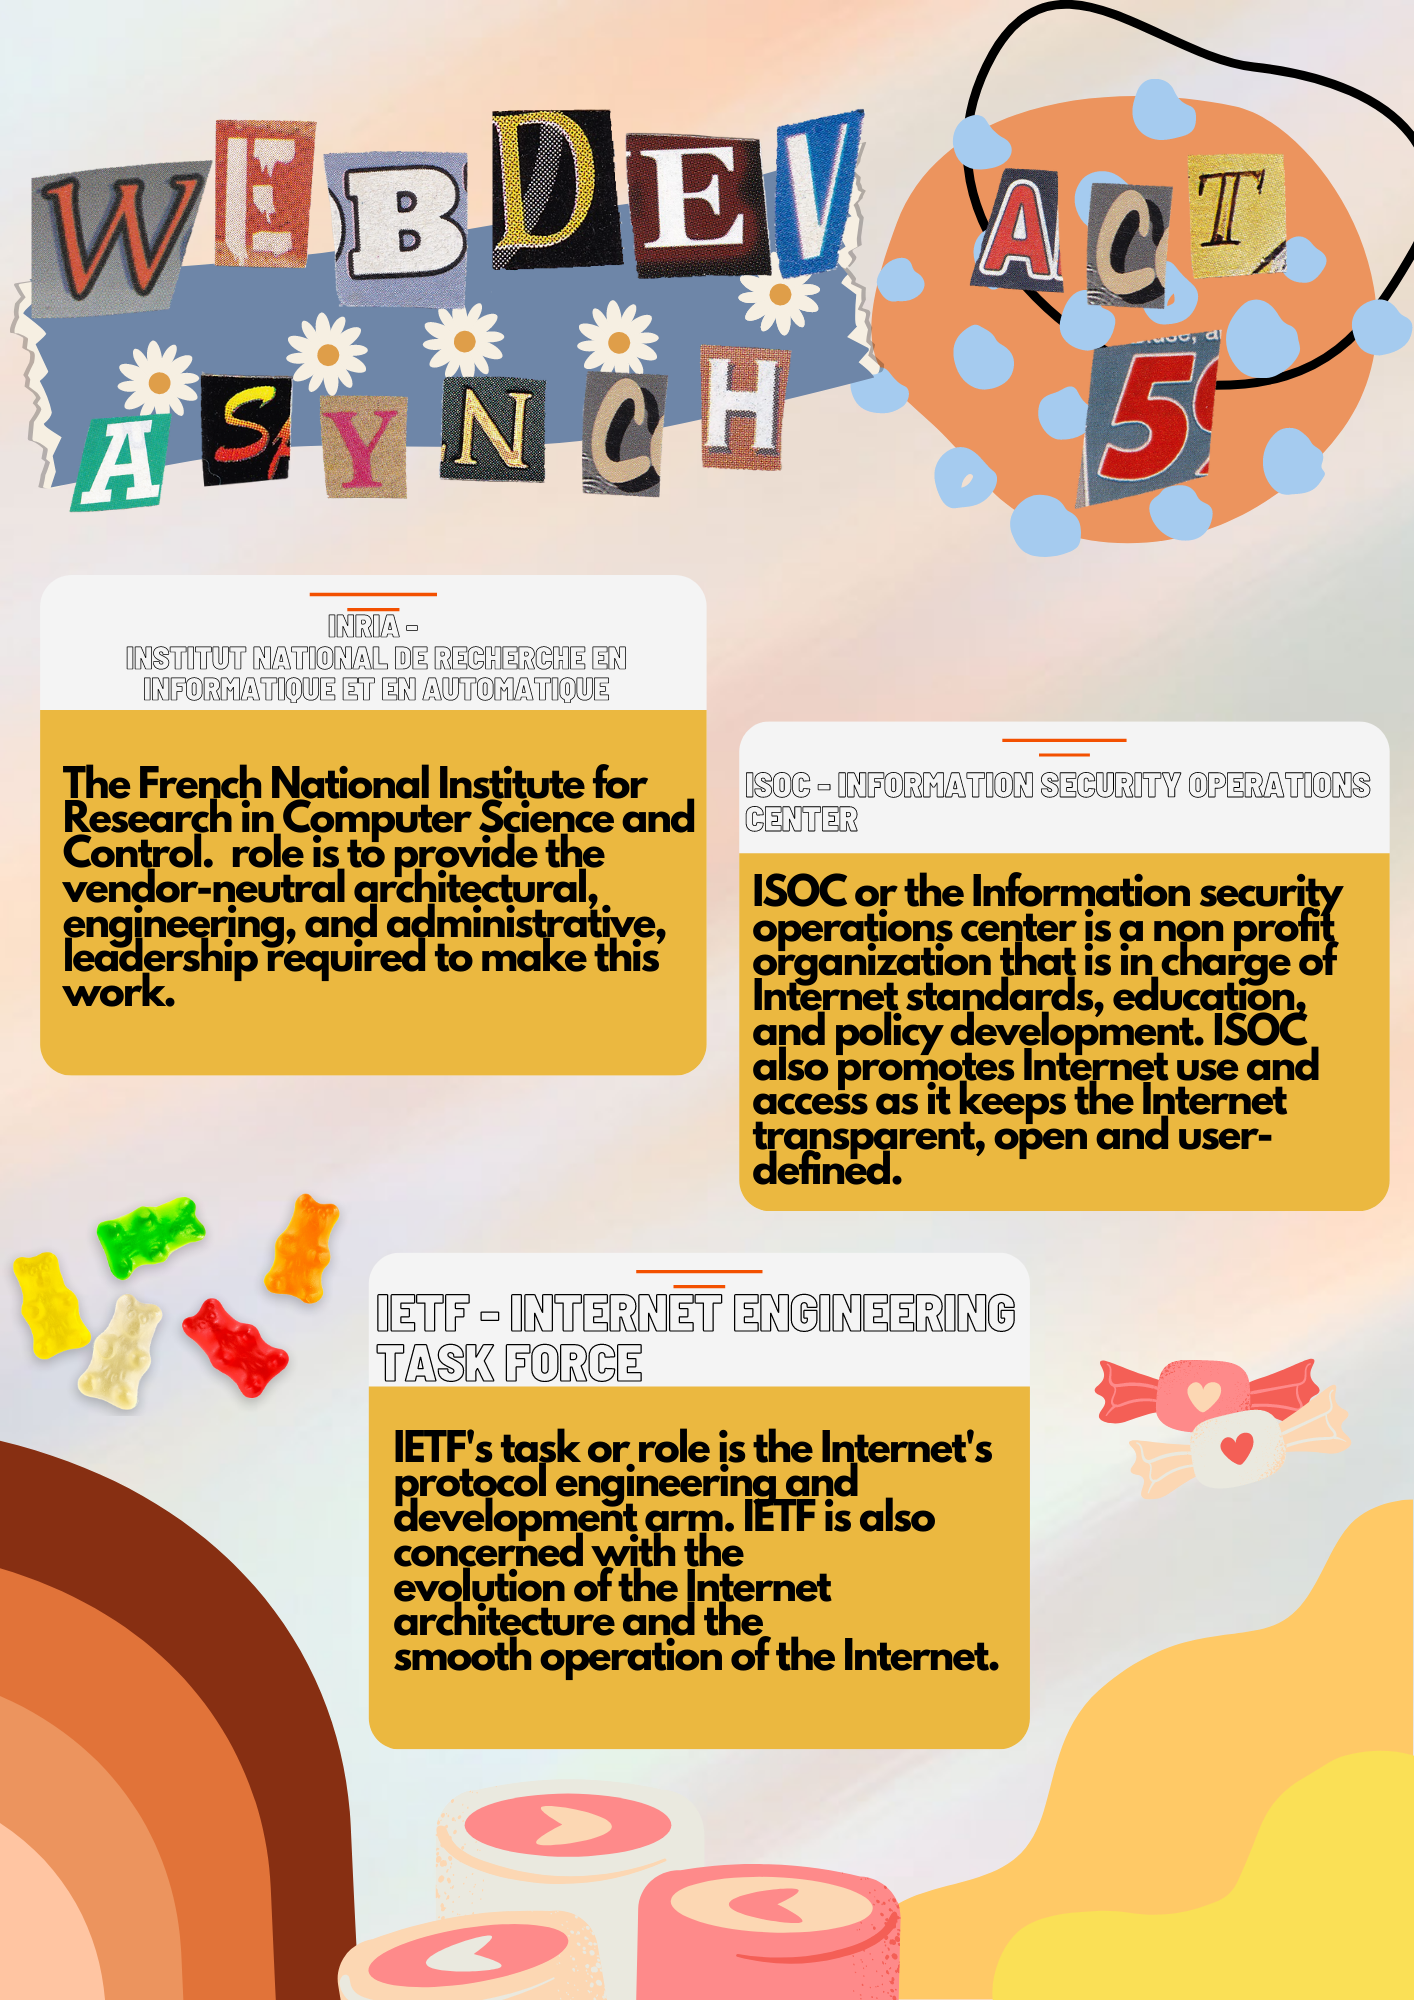 WEB DEV
ASYNCH
ACT
5
INRIA -
INSTITUT NATIONAL DE RECHERCHE EN
INFORMATIQUE ET EN AUTOMATIQUE
The French National Institute for
Research in Computer Science and
Control.  role is to provide the
vendor-neutral architectural,
engineering, and administrative,
leadership required to make this
work.
ISOC - INFORMATION SECURITY OPERATIONS
CENTER
ISOC or the Information security
operations center is a non profit
organization that is in charge of
Internet standards, education,
and policy development. ISOC
also promotes Internet use and
access as it keeps the Internet
transparent, open and user-
defined.
IETF - INTERNET ENGINEERING
TASK FORCE
IETF's task or role is the Internet's
protocol engineering and
development arm. IETF is also
concerned with the
evolution of the Internet
architecture and the
smooth operation of the Internet.